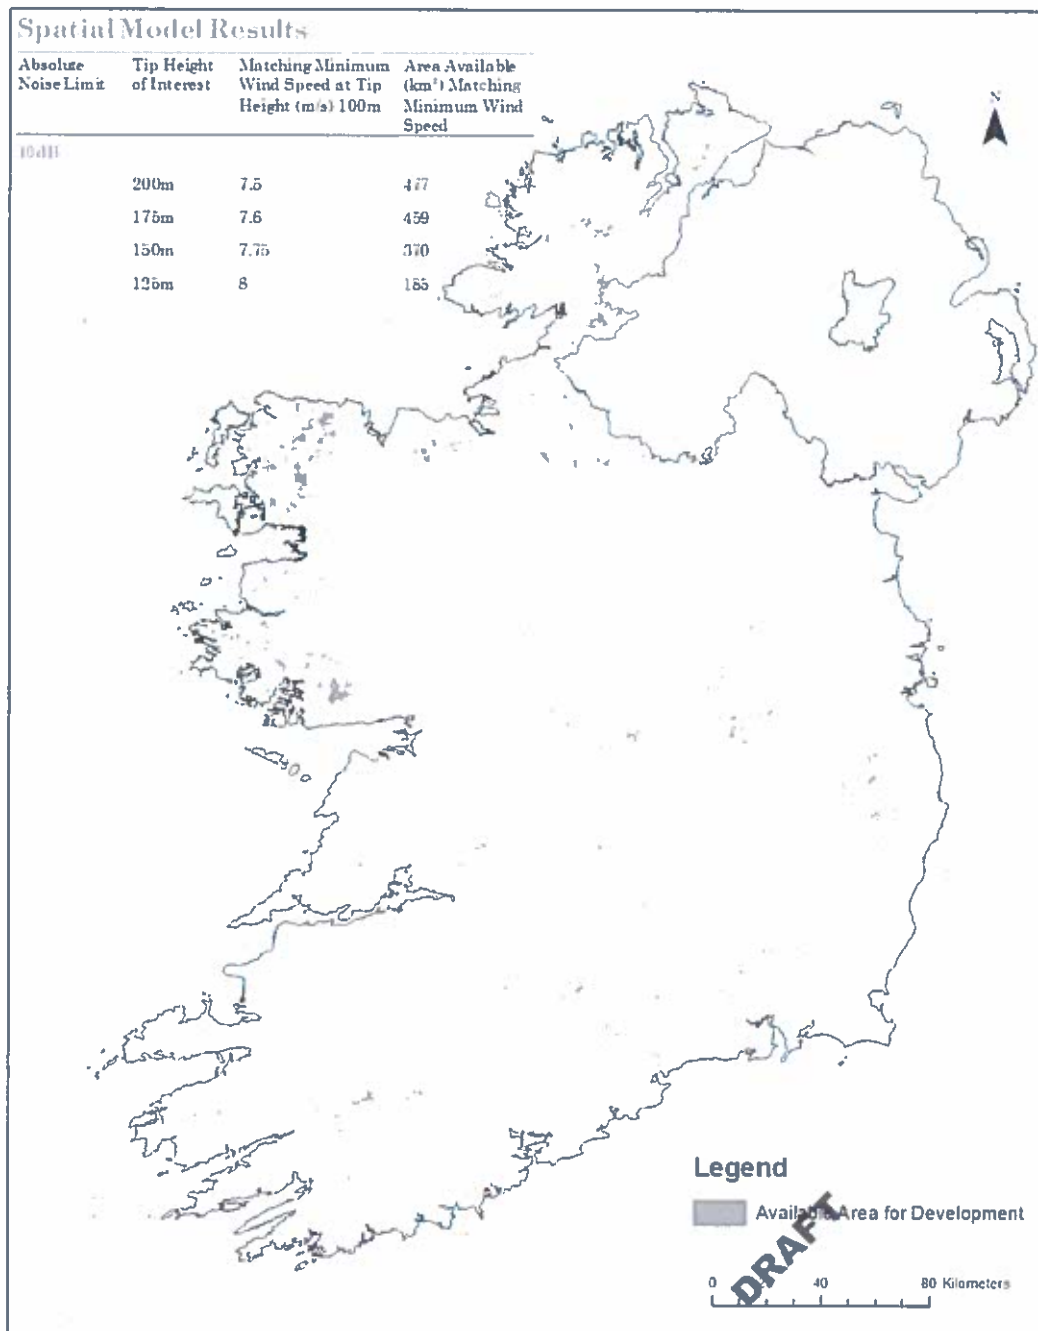 Spatial Model Results
Absolute Noise Limit
Tip Height of Interest
Matching Minimum Wind Speed at Tip Height (m/s) 100m
Area Available (km²) Matching Minimum Wind Speed
200m 7.5 477
175m 7.6 459
150m 7.75 370
125m 8 185
N
Legend
Available Area for Development
DRAFT
0 40 80 Kilometers